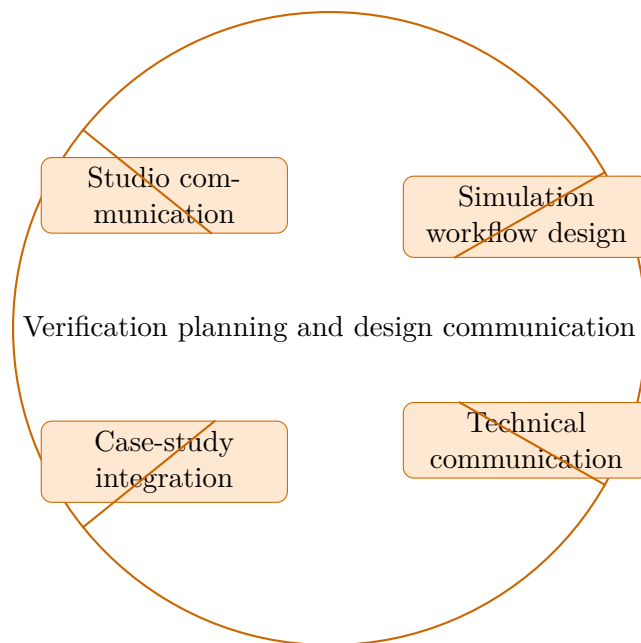 Studio com-
munication
Simulation
workflow design
Verification planning and design communication
Case-study
integration
Technical
communication